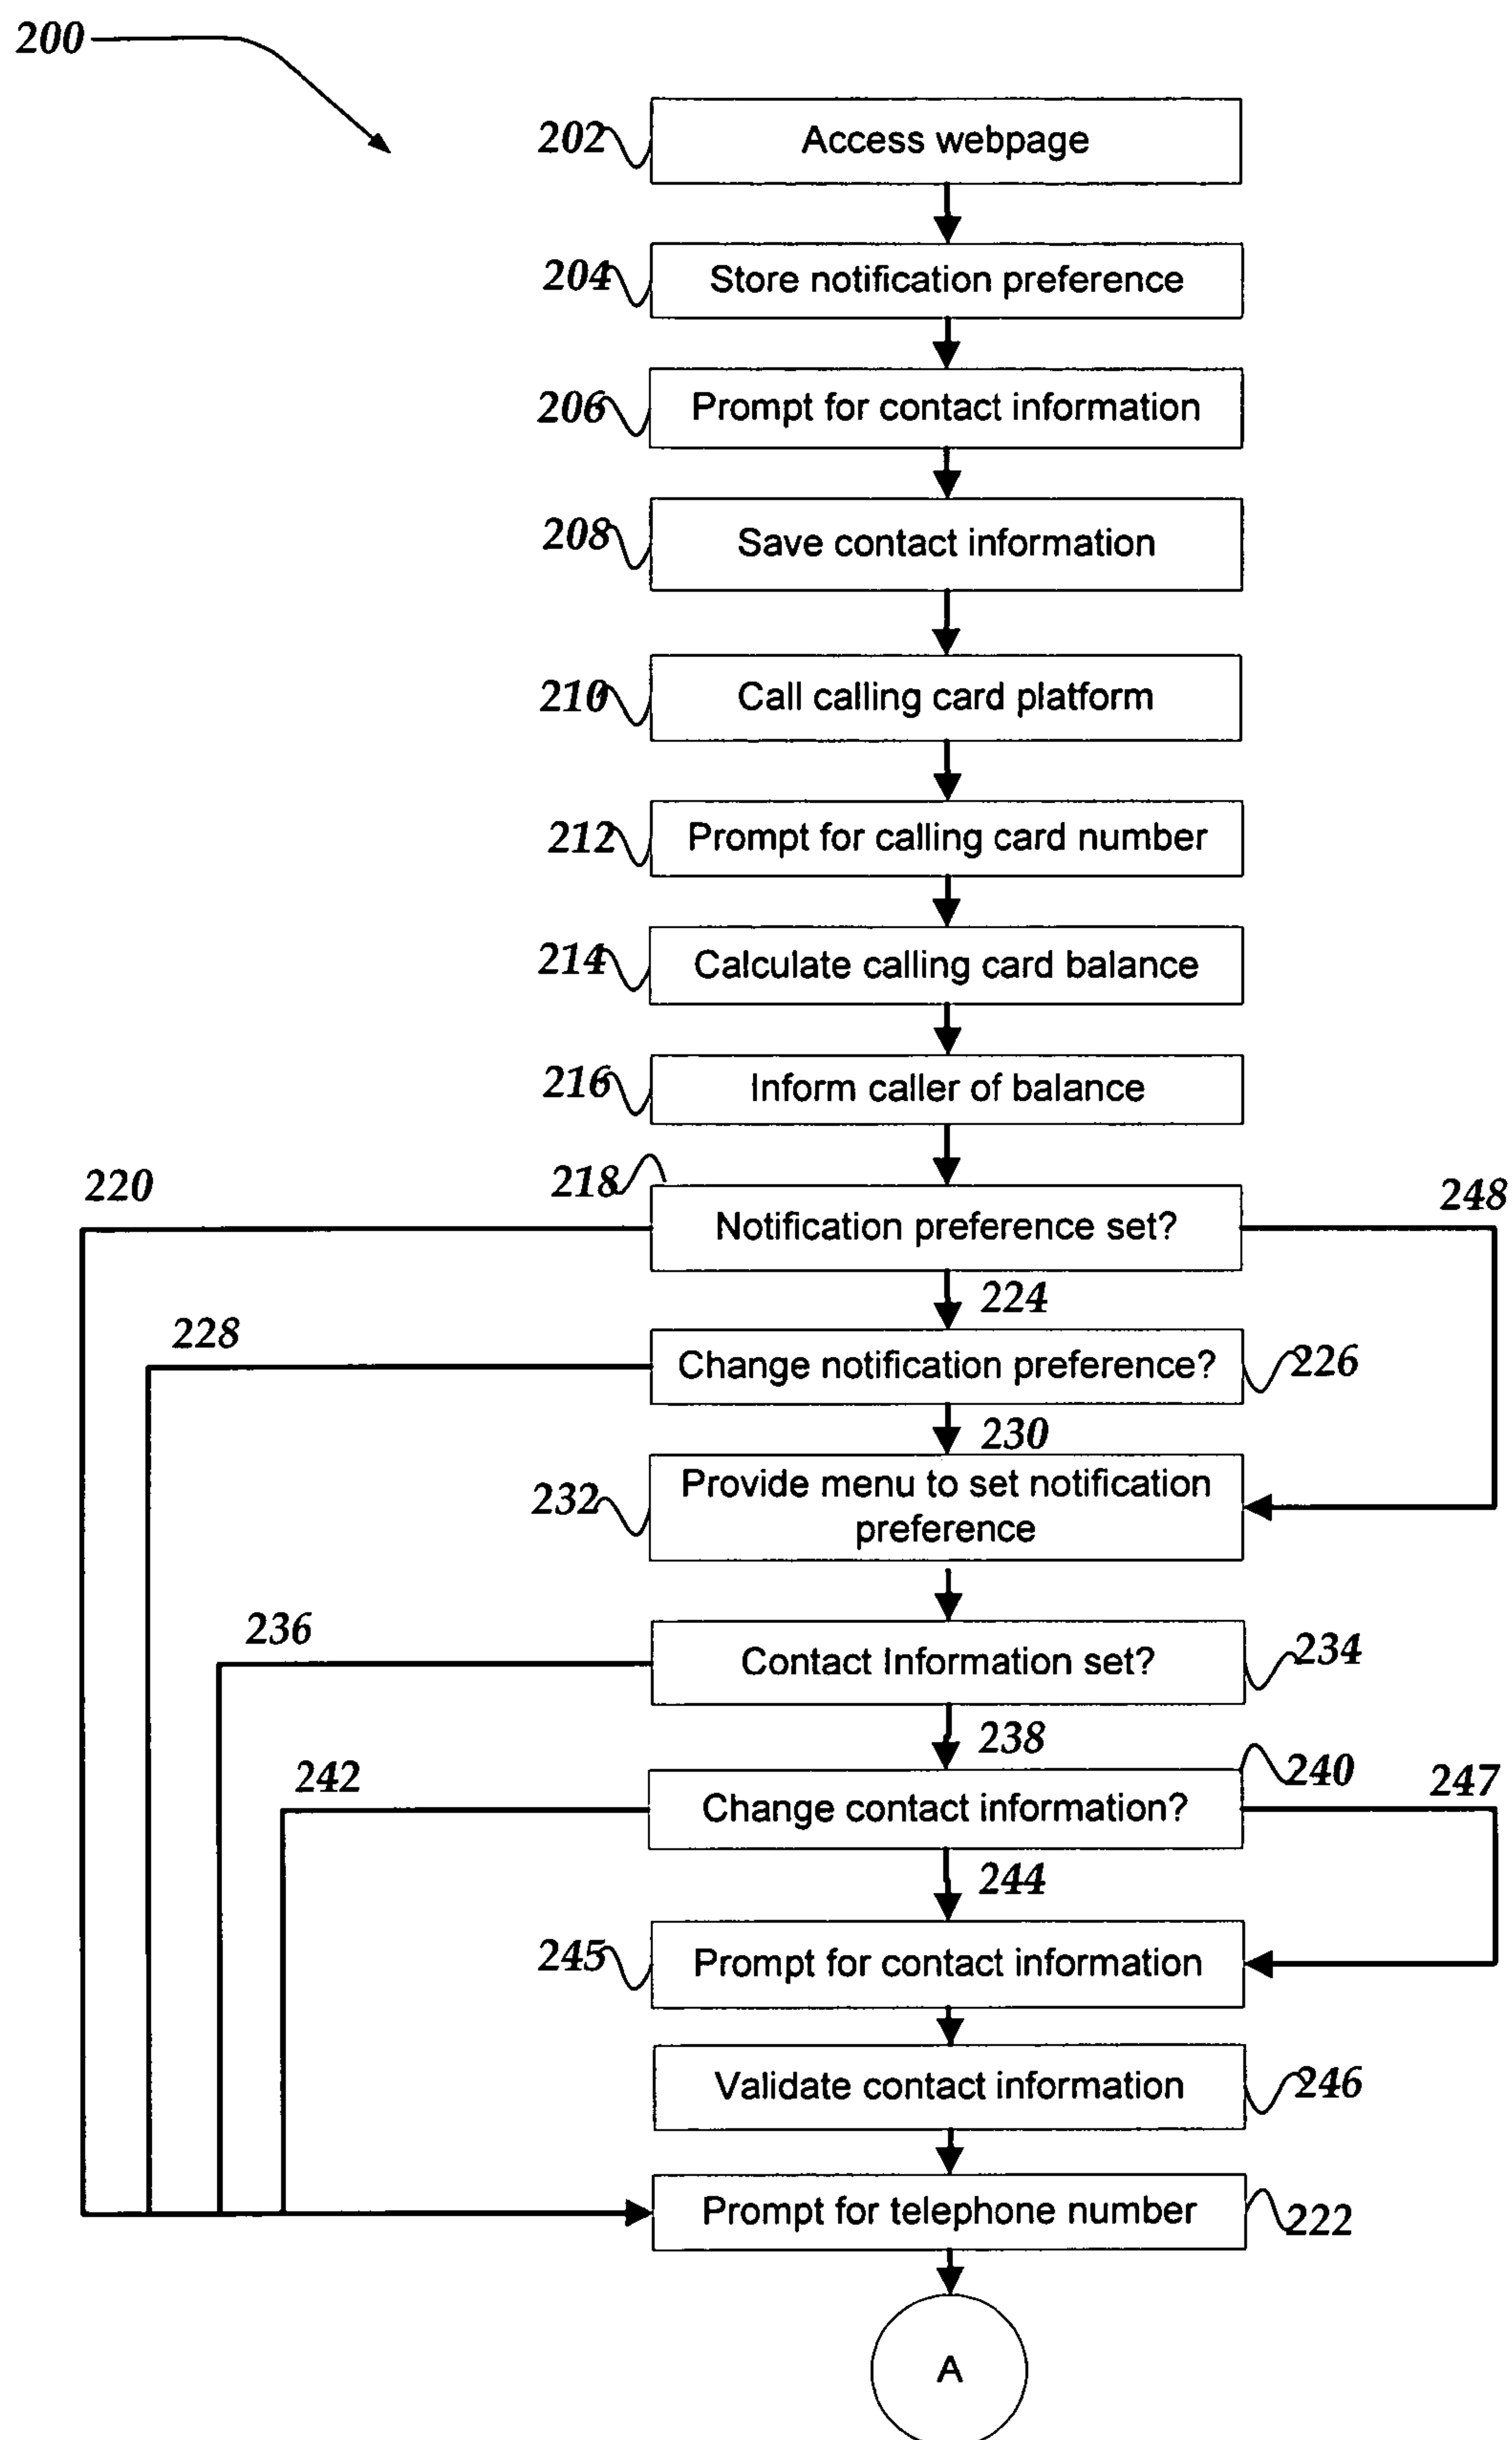 200
202 Access webpage
204 Store notification preference
206 Prompt for contact information
208 Save contact information
210 Call calling card platform
212 Prompt for calling card number
214 Calculate calling card balance
216 Inform caller of balance
220 218 248
Notification preference set?
224
228
Change notification preference? 226
230
232 Provide menu to set notification
preference
236
Contact Information set? 234
238
242 240 247
Change contact information?
244
245 Prompt for contact information
Validate contact information 246
Prompt for telephone number 222
A